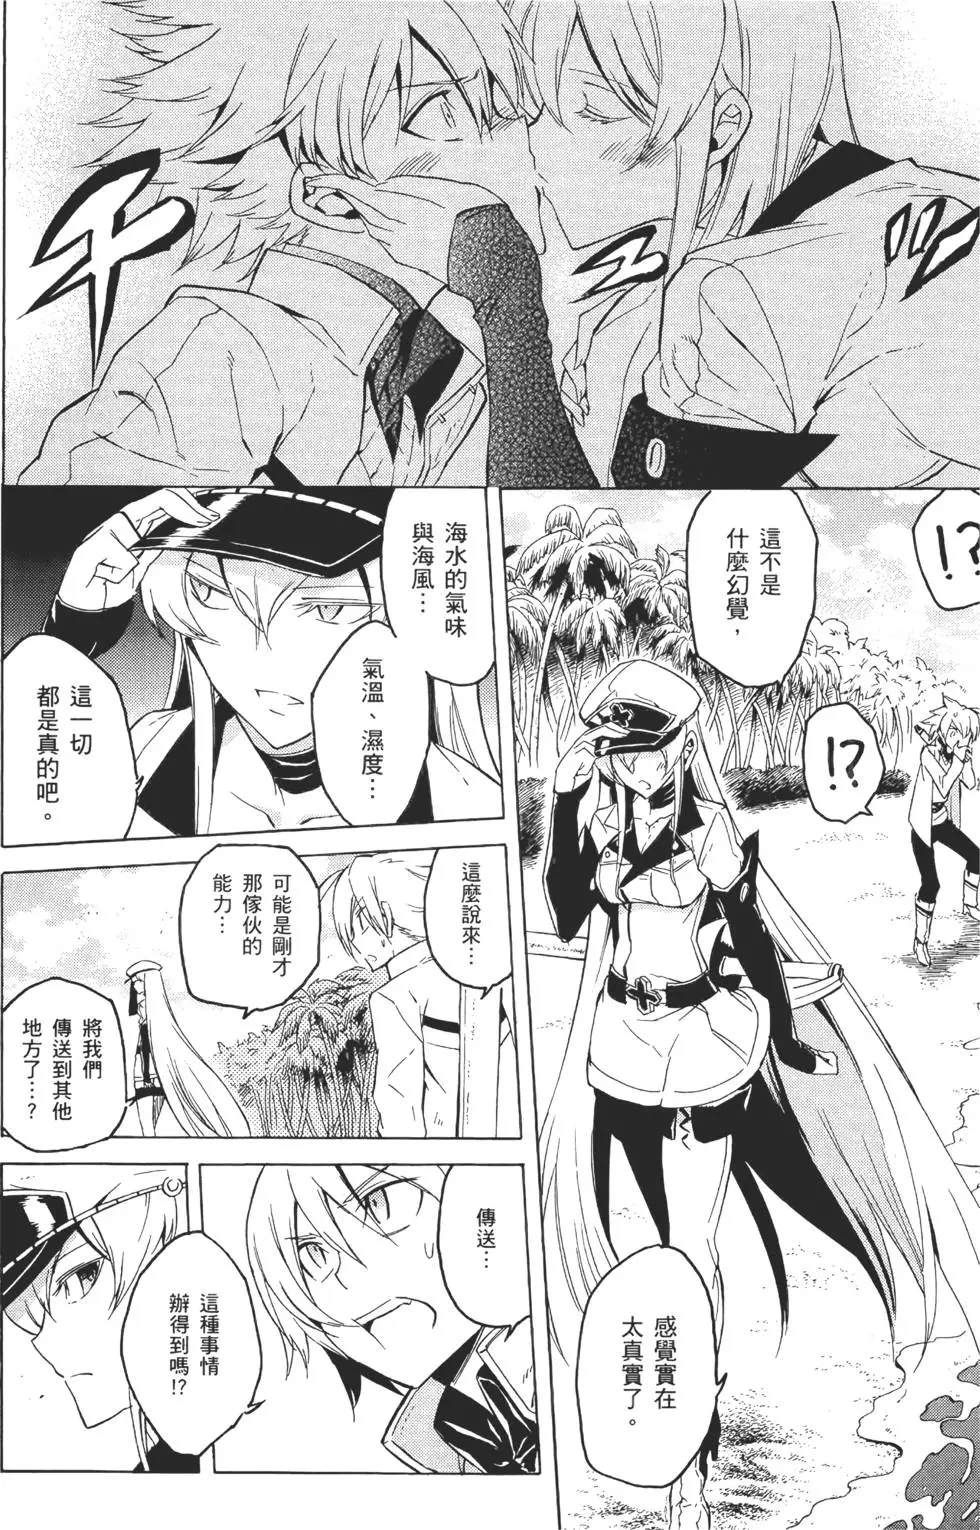 チュウ
!?
!?
這不是
什麼幻覺，
感覺實在
太真實了。
海水的氣味
與海風…
氣溫、濕度…
這一切
都是真的吧。
這麼說來…
可能是剛才
那傢伙的
能力…
將我們
傳送到其他
地方了…？
傳送…
這種事情
辦得到嗎!?